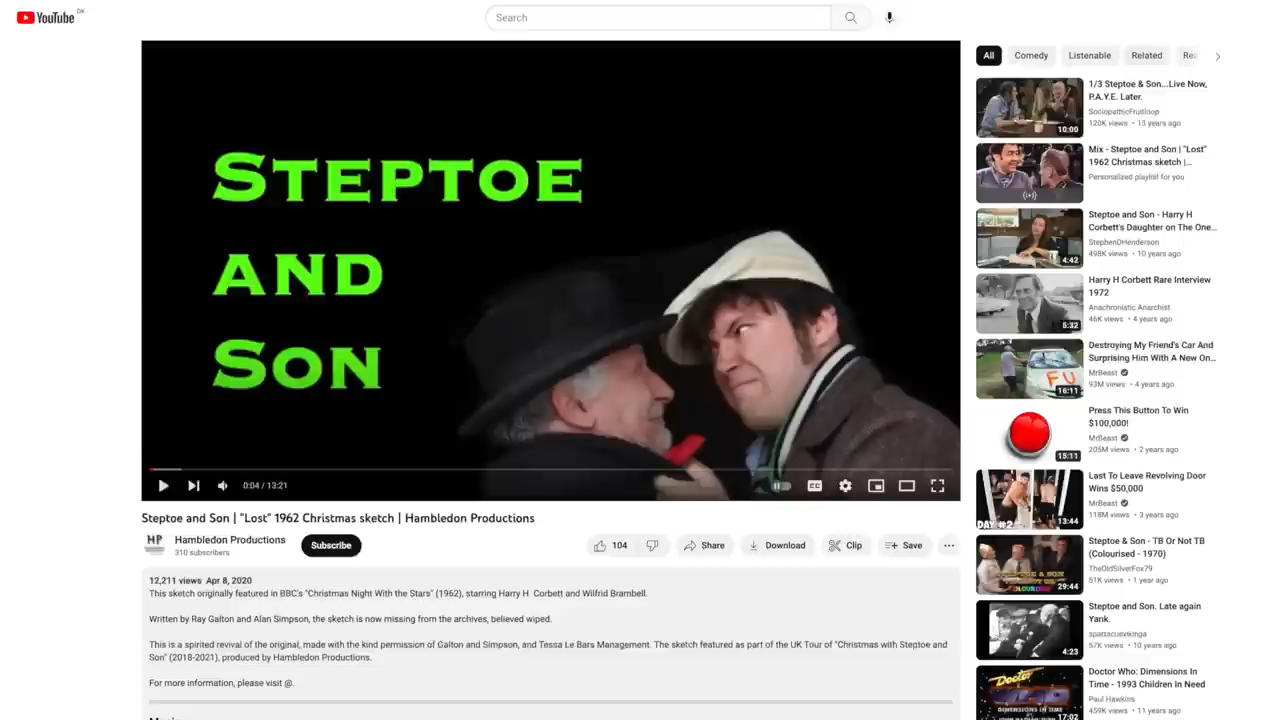 YouTube DK
Search
STEPTOE
AND
SON
0:04 / 13:21
CC
Steptoe and Son | "Lost" 1962 Christmas sketch | Hambledon Productions
HP
Hambledon Productions
310 subscribers
Subscribe
104
Share
Download
Clip
Save
12,211 views Apr 8, 2020
This sketch originally featured in BBC's "Christmas Night With the Stars" (1962), starring Harry H Corbett and Wilfrid Brambell.
Written by Ray Galton and Alan Simpson, the sketch is now missing from the archives, believed wiped.
This is a spirited revival of the original, made with the kind permission of Galton and Simpson, and Tessa Le Bars Management. The sketch featured as part of the UK Tour of "Christmas with Steptoe and
Son" (2018-2021), produced by Hambledon Productions.
For more information, please visit @.
All
Comedy
Listenable
Related
1/3 Steptoe & Son...Live Now,
P.A.Y.E. Later.
SociopathicFruitloop
120K views • 13 years ago
10:00
Mix - Steptoe and Son | "Lost"
1962 Christmas sketch |...
Personalized playlist for you
Steptoe and Son - Harry H
Corbett's Daughter on The One...
StephenDHenderson
498K views • 10 years ago
4:42
Harry H Corbett Rare Interview
1972
Anachronistic Anarchist
46K views • 4 years ago
5:32
Destroying My Friend's Car And
Surprising Him With A New On...
MrBeast
93M views • 4 years ago
FU
16:11
Press This Button To Win
$100,000!
MrBeast
205M views • 2 years ago
15:11
Last To Leave Revolving Door
Wins $50,000
MrBeast
118M views • 3 years ago
DAY #2
13:44
Steptoe & Son - TB Or Not TB
(Colourised - 1970)
TheOldSilverFox79
51K views • 1 year ago
29:44
Steptoe and Son. Late again
Yank.
spartacusvikinga
57K views • 10 years ago
4:23
Doctor Who: Dimensions In
Time - 1993 Children In Need
Paul Hawkins
459K views • 11 years ago
Doctor
DIMENSIONS IN TIME
17:02